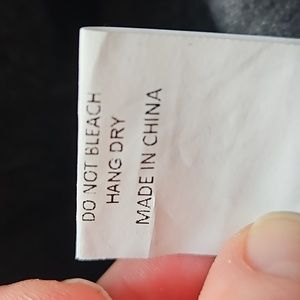 DO NOT BLEACH
HANG DRY
MADE IN CHINA